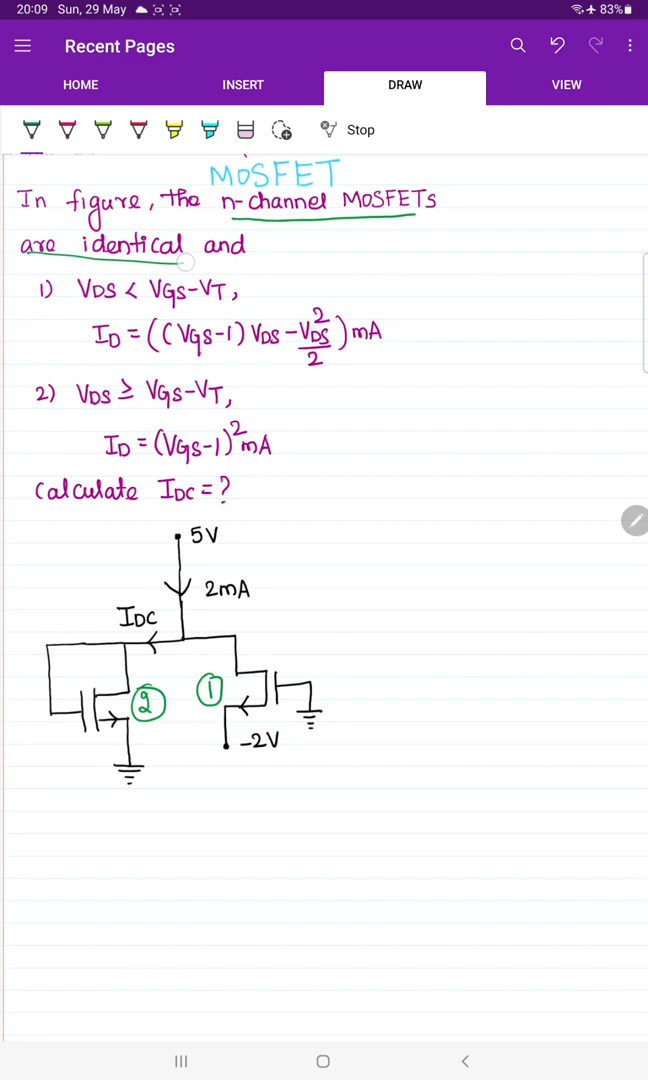 20:09 Sun, 29 May 83%
Recent Pages
HOME INSERT DRAW VIEW
Stop
MOSFET
In figure, the n-channel MOSFETs
are identical and
1) VDS < VGS-VT,
ID = ((VGS-1) VDS - VDS²/2) mA
2) VDS ≥ VGS-VT,
ID = (VGS-1)² mA
Calculate IDC = ?
5V
2mA
IDC
2 1
-2V